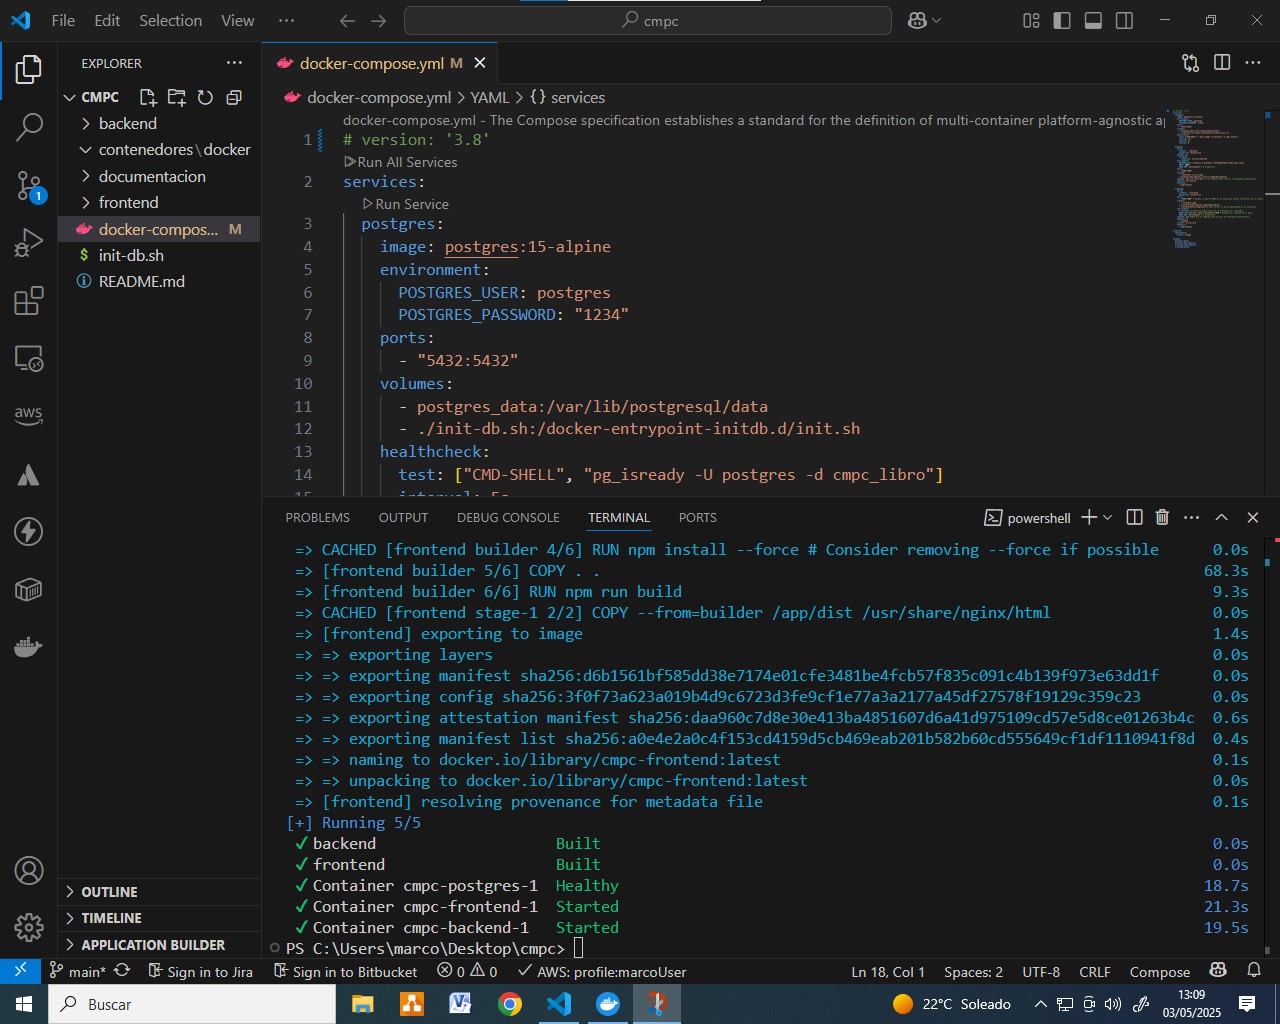 File Edit Selection View ··· cmpc
EXPLORER ···
CMPC
backend
contenedores\docker
documentacion
frontend
docker-compos... M
init-db.sh
README.md
OUTLINE
TIMELINE
APPLICATION BUILDER
1
aws
docker-compose.yml M
docker-compose.yml > YAML > {} services
docker-compose.yml - The Compose specification establishes a standard for the definition of multi-container platform-agnostic a
1 # version: '3.8'
Run All Services
2 services:
Run Service
3 postgres:
4 image: postgres:15-alpine
5 environment:
6 POSTGRES_USER: postgres
7 POSTGRES_PASSWORD: "1234"
8 ports:
9 - "5432:5432"
10 volumes:
11 - postgres_data:/var/lib/postgresql/data
12 - ./init-db.sh:/docker-entrypoint-initdb.d/init.sh
13 healthcheck:
14 test: ["CMD-SHELL", "pg_isready -U postgres -d cmpc_libro"]
15 interval: 5s
PROBLEMS OUTPUT DEBUG CONSOLE TERMINAL PORTS powershell
=> CACHED [frontend builder 4/6] RUN npm install --force # Consider removing --force if possible 0.0s
=> [frontend builder 5/6] COPY . . 68.3s
=> [frontend builder 6/6] RUN npm run build 9.3s
=> CACHED [frontend stage-1 2/2] COPY --from=builder /app/dist /usr/share/nginx/html 0.0s
=> [frontend] exporting to image 1.4s
=> => exporting layers 0.0s
=> => exporting manifest sha256:d6b1561bf585dd38e7174e01cfe3481be4fcb57f835c091c4b139f973e63dd1f 0.0s
=> => exporting config sha256:3f0f73a623a019b4d9c6723d3fe9cf1e77a3a2177a45df27578f19129c359c23 0.0s
=> => exporting attestation manifest sha256:daa960c7d8e30e413ba4851607d6a41d975109cd57e5d8ce01263b4c 0.6s
=> => exporting manifest list sha256:a0e4e2a0c4f153cd4159d5cb469eab201b582b60cd555649cf1df1110941f8d 0.4s
=> => naming to docker.io/library/cmpc-frontend:latest 0.1s
=> => unpacking to docker.io/library/cmpc-frontend:latest 0.0s
=> [frontend] resolving provenance for metadata file 0.1s
[+] Running 5/5
✓ backend Built 0.0s
✓ frontend Built 0.0s
✓ Container cmpc-postgres-1 Healthy 18.7s
✓ Container cmpc-frontend-1 Started 21.3s
✓ Container cmpc-backend-1 Started 19.5s
PS C:\Users\marco\Desktop\cmpc>
main* Sign in to Jira Sign in to Bitbucket 0 0 AWS: profile:marcoUser Ln 18, Col 1 Spaces: 2 UTF-8 CRLF Compose
Buscar 22°C Soleado 13:09
03/05/2025